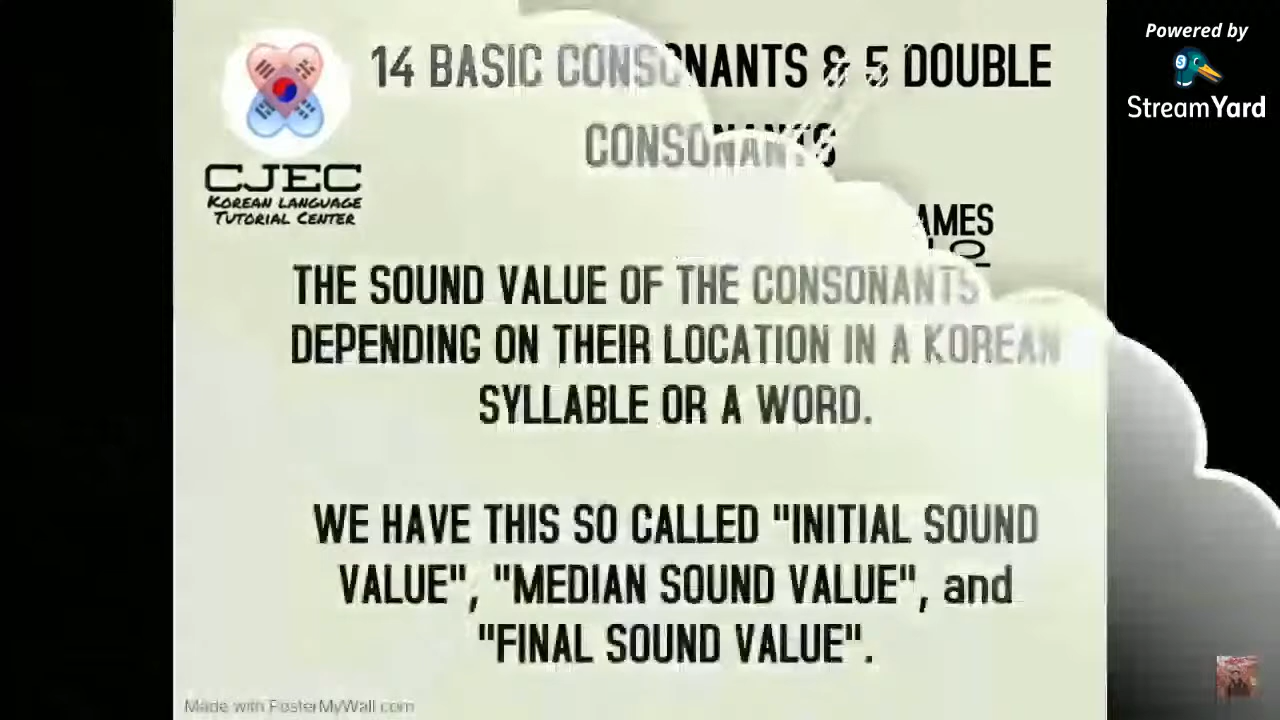 Powered by
StreamYard
14 BASIC CONSONANTS & 5 DOUBLE
CONSONANTS
CJEC
KOREAN LANGUAGE
TUTORIAL CENTER
AMES
THE SOUND VALUE OF THE CONSONANTS
DEPENDING ON THEIR LOCATION IN A KOREAN
SYLLABLE OR A WORD.
WE HAVE THIS SO CALLED "INITIAL SOUND
VALUE", "MEDIAN SOUND VALUE", and
"FINAL SOUND VALUE".
Made with PosterMyWall.com